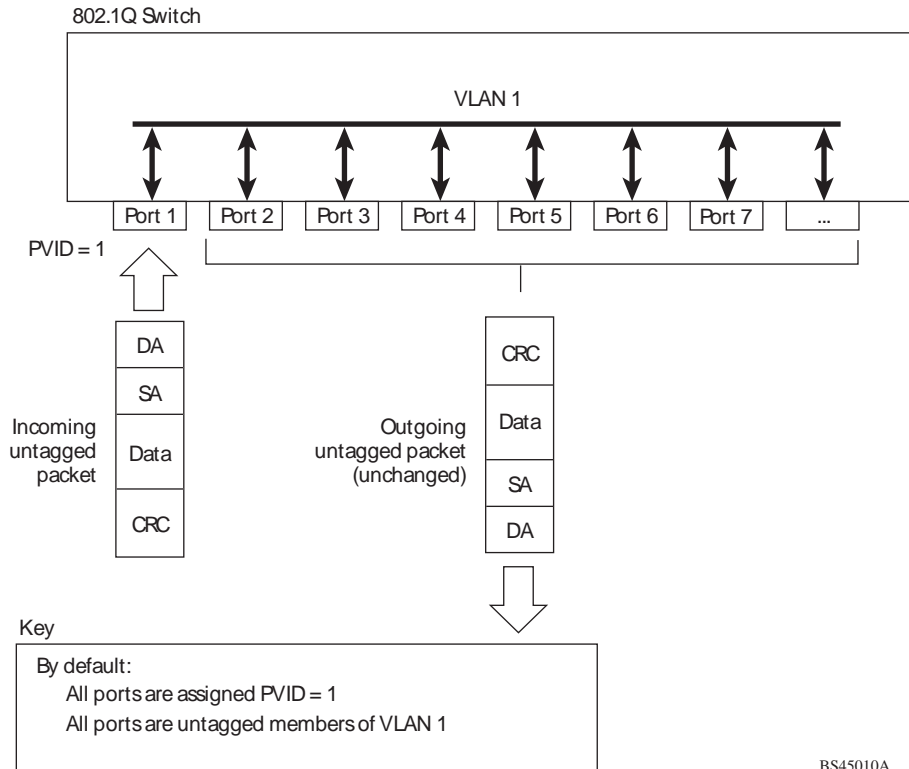 802.1Q Switch
VLAN 1
Port 1
Port 2
Port 3
Port 4
Port 5
Port 6
Port 7
...
PVID = 1
DA
SA
Data
CRC
Incoming
untagged
packet
CRC
Data
SA
DA
Outgoing
untagged packet
(unchanged)
Key
By default:
All ports are assigned PVID = 1
All ports are untagged members of VLAN 1
BS45010A